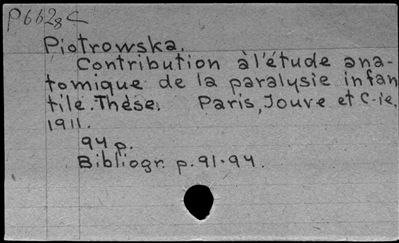 P662gC
Piotrowska.
Contribution à l'étude ana-
tomique de la paralysie infan
tile. Thèse. Paris, Jouve et C-ie,
1911.
94 p.
Bibliogr. p. 91-94.